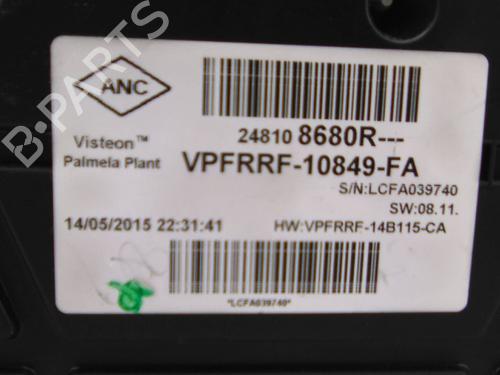 B-PARTS
ANC
Visteon™
Palmela Plant
24810 8680R---
VPFRRF-10849-FA
S/N:LCFA039740
SW:08.11.
14/05/2015 22:31:41
HW:VPFRRF-14B115-CA
*LCFA039740*